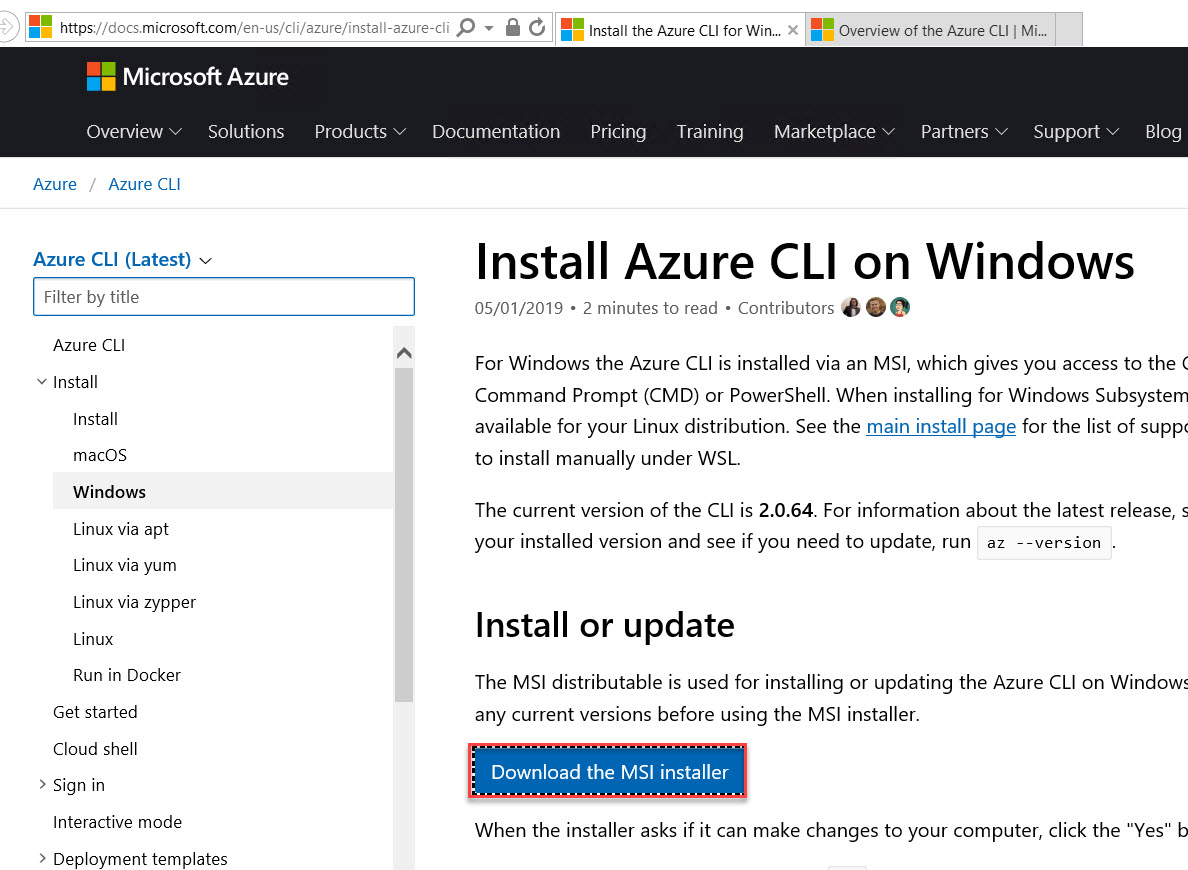 https://docs.microsoft.com/en-us/cli/azure/install-azure-cli
Install the Azure CLI for Win...
Overview of the Azure CLI | Mi...
Microsoft Azure
Overview Solutions Products Documentation Pricing Training Marketplace Partners Support Blog
Azure / Azure CLI
Azure CLI (Latest)
Filter by title
Azure CLI
Install
Install
macOS
Windows
Linux via apt
Linux via yum
Linux via zypper
Linux
Run in Docker
Get started
Cloud shell
Sign in
Interactive mode
Deployment templates
Install Azure CLI on Windows
05/01/2019 • 2 minutes to read • Contributors
For Windows the Azure CLI is installed via an MSI, which gives you access to the
Command Prompt (CMD) or PowerShell. When installing for Windows Subsystem
available for your Linux distribution. See the main install page for the list of supp
to install manually under WSL.
The current version of the CLI is 2.0.64. For information about the latest release, s
your installed version and see if you need to update, run az --version.
Install or update
The MSI distributable is used for installing or updating the Azure CLI on Windows
any current versions before using the MSI installer.
Download the MSI installer
When the installer asks if it can make changes to your computer, click the "Yes" b